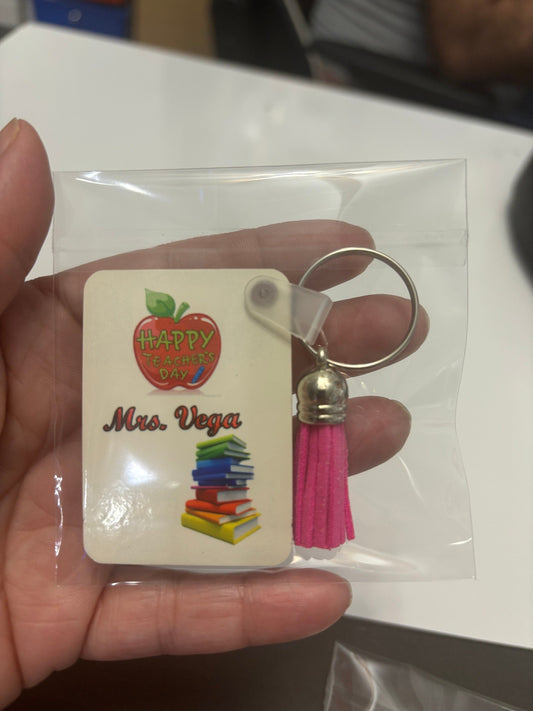 HAPPY
TEACHER'S
DAY
Mrs. Vega